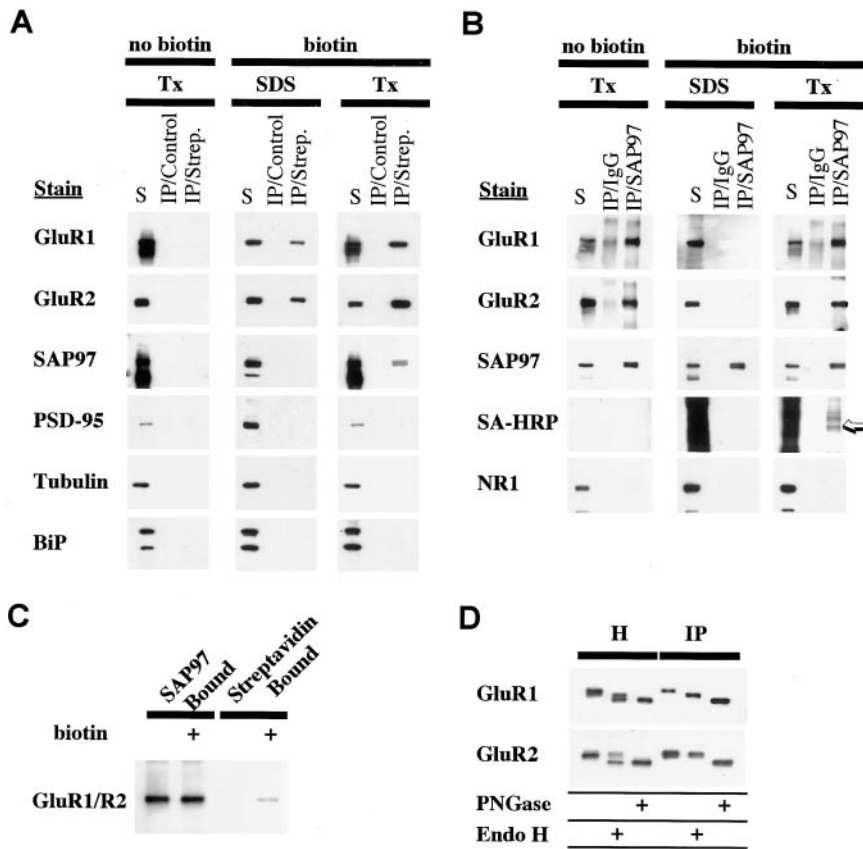 A
no biotin biotin
Tx SDS Tx
Stain S IP/Control IP/Strep. S IP/Control IP/Strep. S IP/Control IP/Strep.
GluR1
GluR2
SAP97
PSD-95
Tubulin
BiP
B
no biotin biotin
Tx SDS Tx
Stain S IP/IgG IP/SAP97 S IP/IgG IP/SAP97 S IP/IgG IP/SAP97
GluR1
GluR2
SAP97
SA-HRP
NR1
C
SAP97 Bound Streptavidin Bound
biotin + +
GluR1/R2
D
H IP
GluR1
GluR2
PNGase + +
Endo H + +